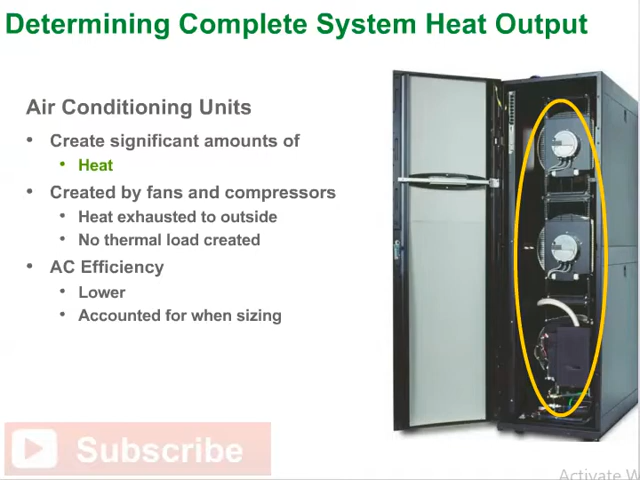 Determining Complete System Heat Output
Air Conditioning Units
• Create significant amounts of
• Heat
• Created by fans and compressors
• Heat exhausted to outside
• No thermal load created
• AC Efficiency
• Lower
• Accounted for when sizing
Subscribe
Activate W